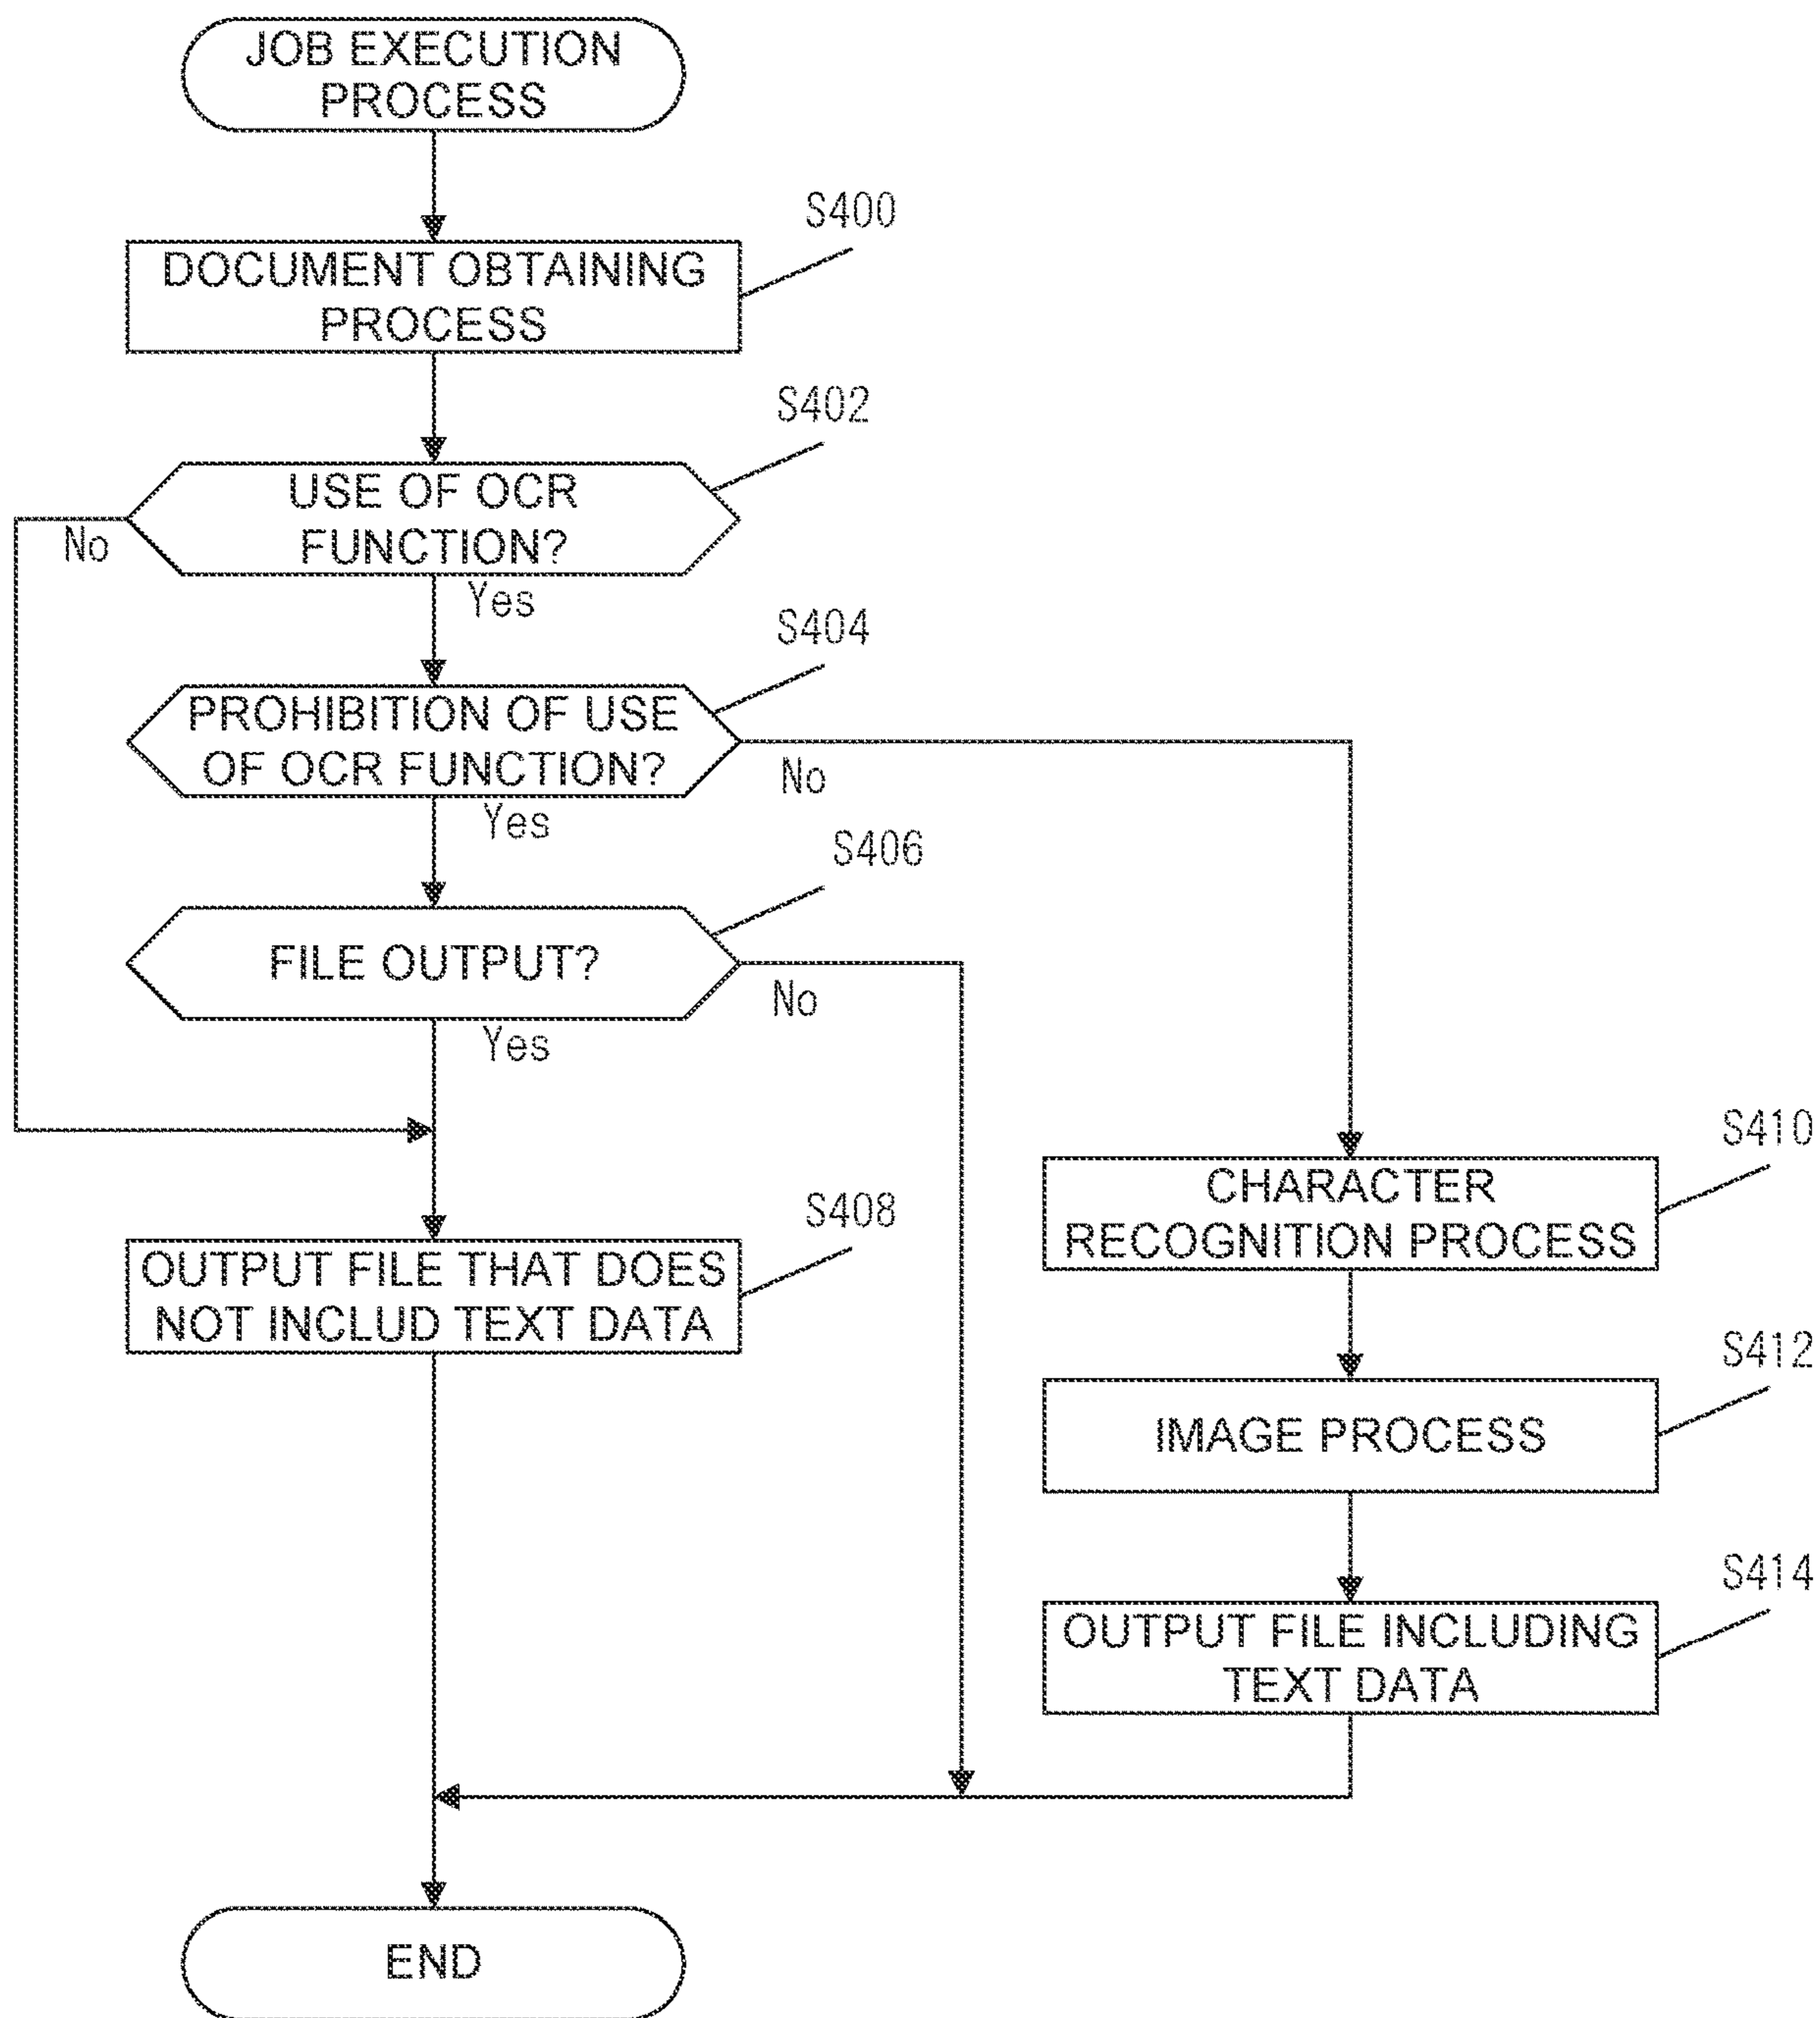 JOB EXECUTION
PROCESS
S400
DOCUMENT OBTAINING
PROCESS
S402
USE OF OCR
FUNCTION?
No
Yes
S404
PROHIBITION OF USE
OF OCR FUNCTION?
No
Yes
S406
FILE OUTPUT?
No
Yes
S408
OUTPUT FILE THAT DOES
NOT INCLUD TEXT DATA
S410
CHARACTER
RECOGNITION PROCESS
S412
IMAGE PROCESS
S414
OUTPUT FILE INCLUDING
TEXT DATA
END